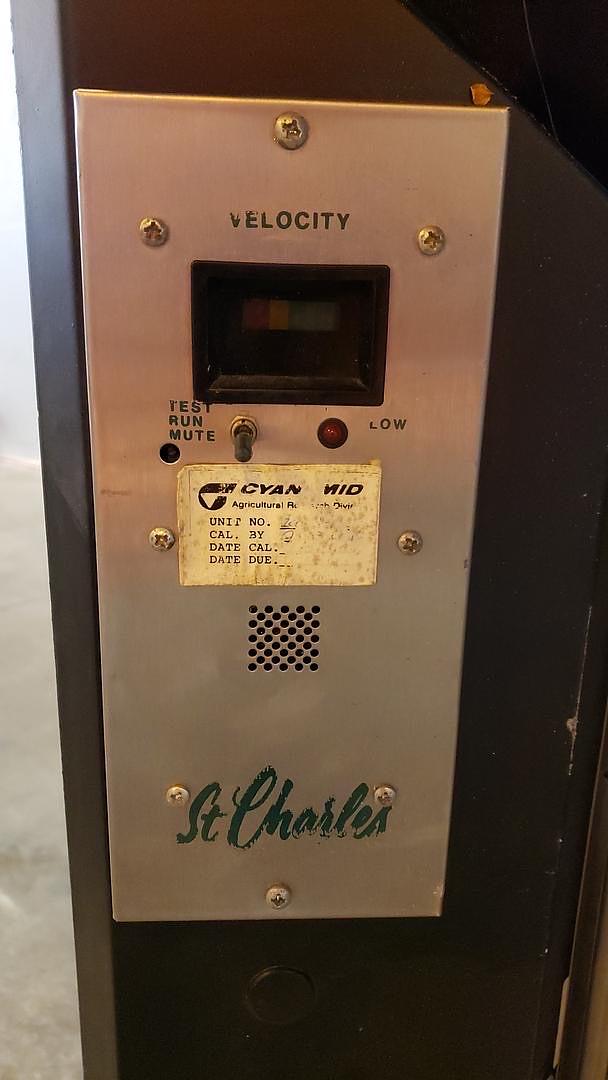 VELOCITY
TEST
RUN
MUTE
LOW
Agricultural
UNIT NO.
CAL. BY
DATE CAL.
DATE DUE.
St Charles